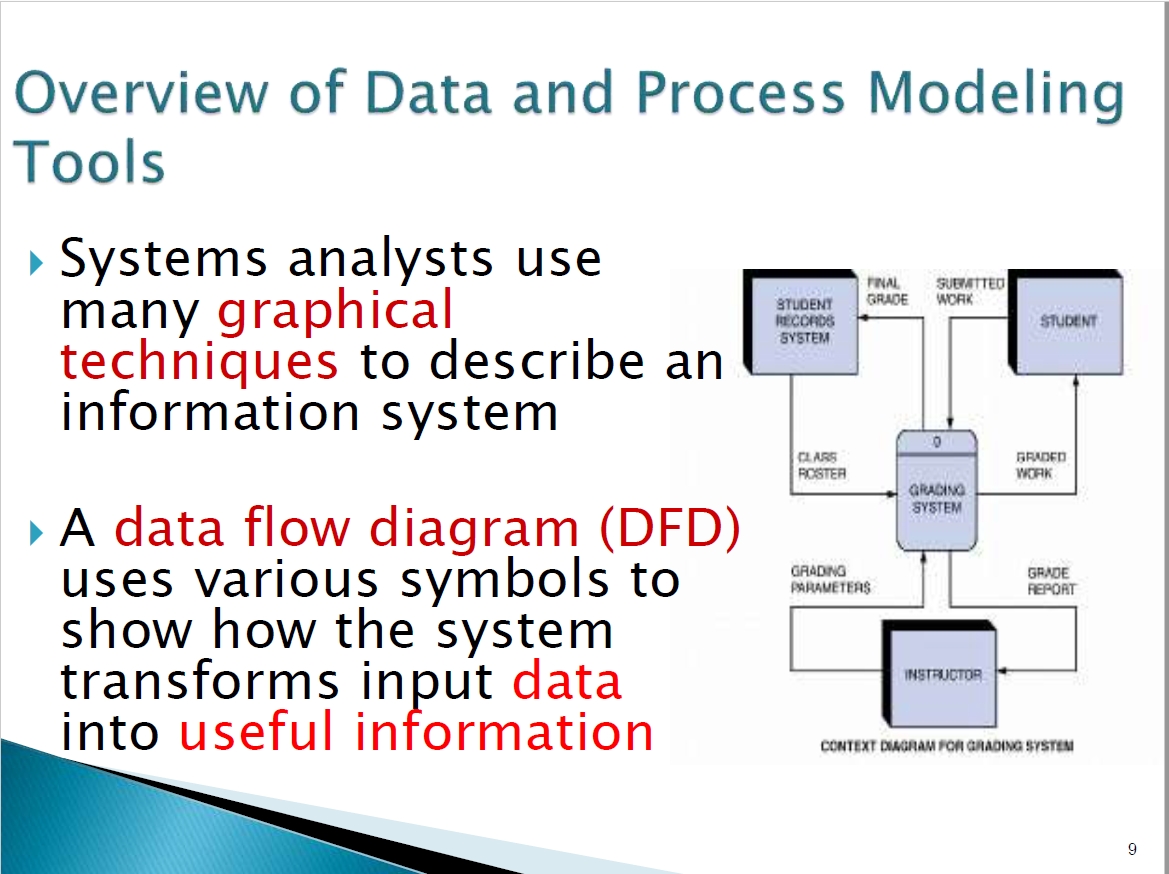 Overview of Data and Process Modeling
Tools
Systems analysts use
many graphical
techniques to describe an
information system
A data flow diagram (DFD)
uses various symbols to
show how the system
transforms input data
into useful information
STUDENT
RECORDS
SYSTEM
FINAL
GRADE
SUBMITTED
WORK
STUDENT
CLASS
ROSTER
0
GRADING
SYSTEM
GRADED
WORK
GRADING
PARAMETERS
GRADE
REPORT
INSTRUCTOR
CONTEXT DIAGRAM FOR GRADING SYSTEM
9